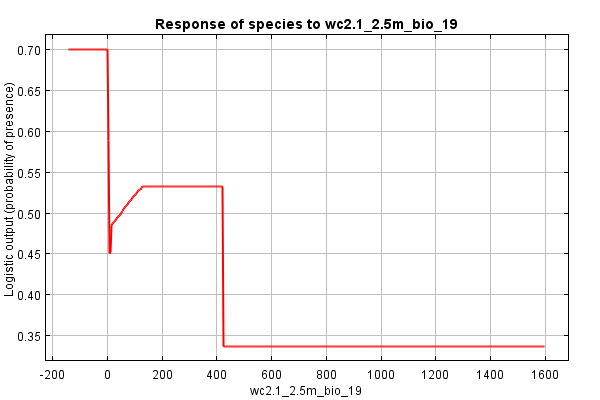 Response of species to wc2.1_2.5m_bio_19
Logistic output (probability of presence)
0.70
0.65
0.60
0.55
0.50
0.45
0.40
0.35
-200 0 200 400 600 800 1000 1200 1400 1600
wc2.1_2.5m_bio_19